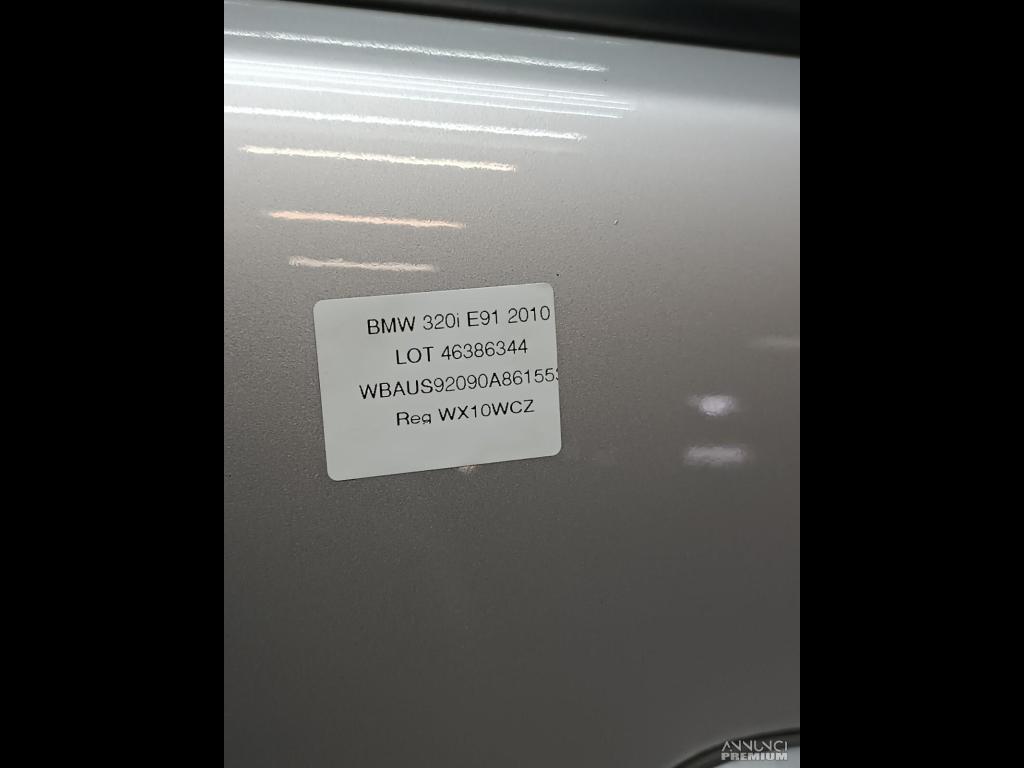 BMW 320i E91 2010
LOT 46386344
WBAUS92090A86155
Reg WX10WCZ
ANNUNCI
PREMIUM